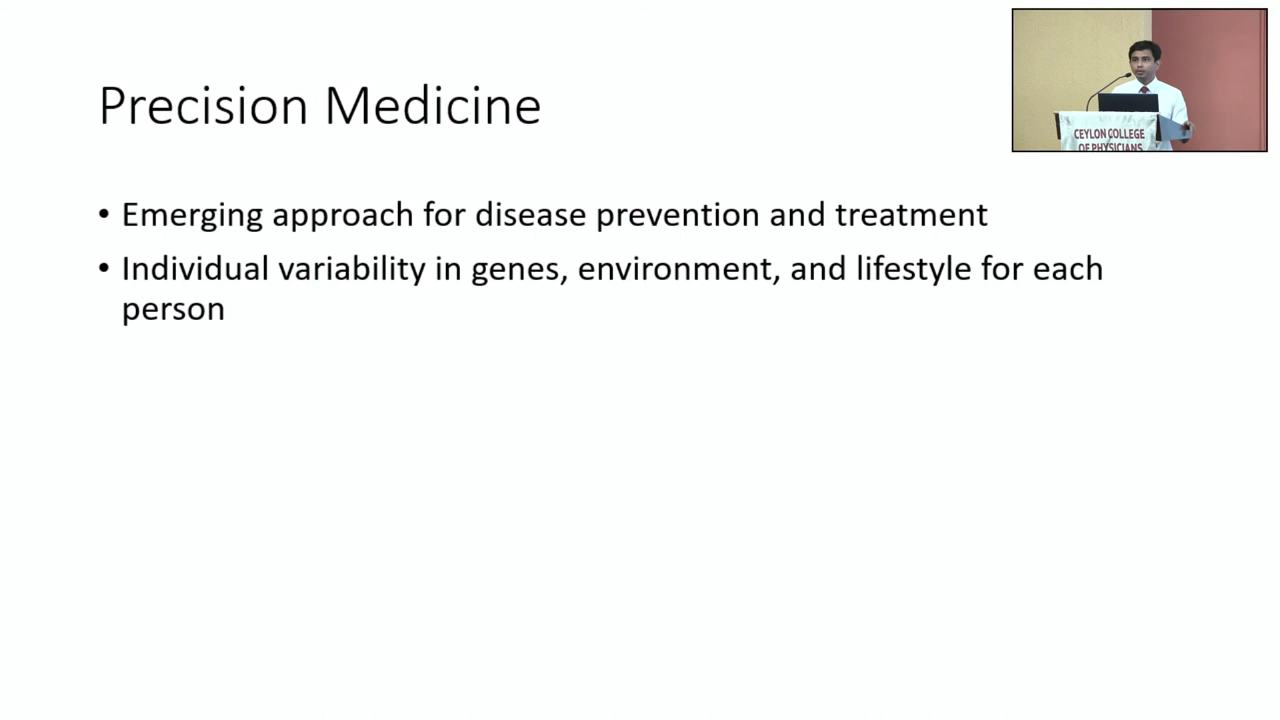 Precision Medicine
• Emerging approach for disease prevention and treatment
• Individual variability in genes, environment, and lifestyle for each
person
CEYLON COLLEGE
OF PHYSICIANS